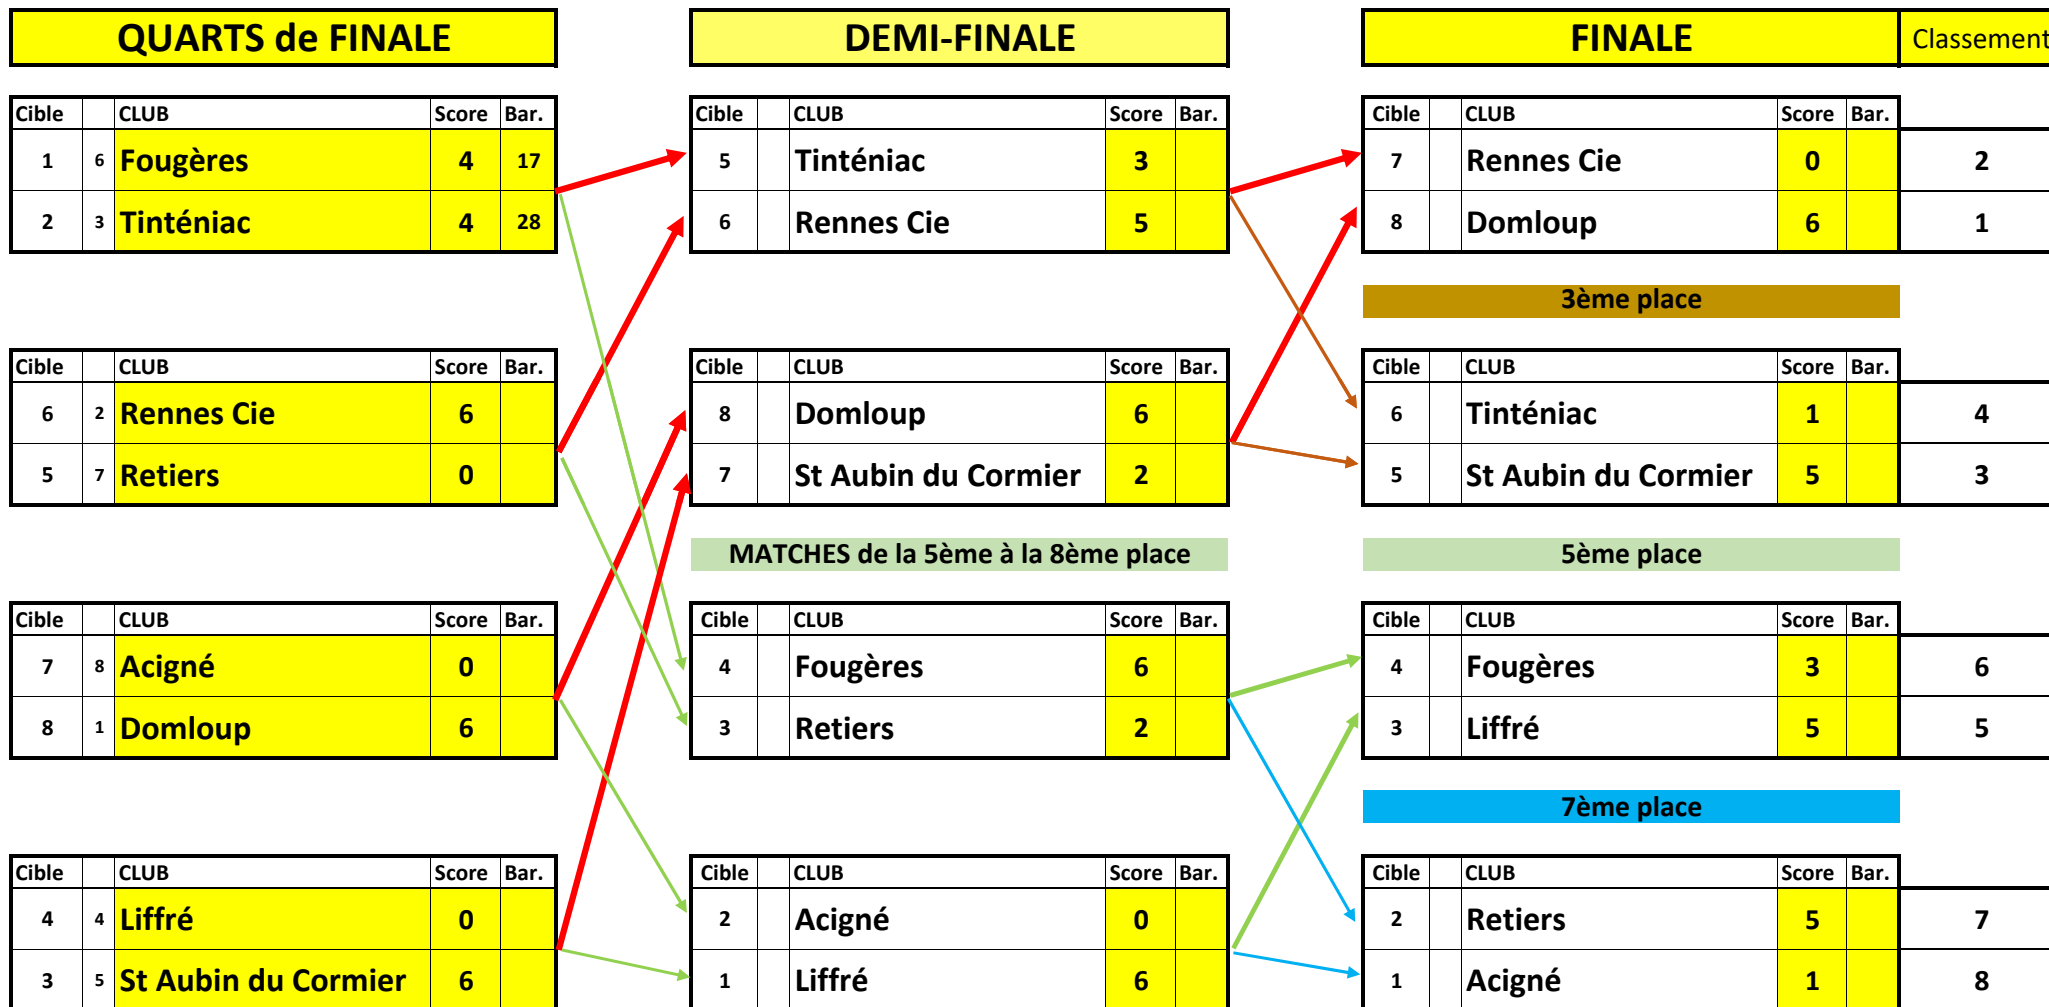 QUARTS de FINALE
DEMI-FINALE
FINALE Classement
Cible CLUB Score Bar.
1 6 Fougères 4 17
2 3 Tinténiac 4 28
Cible CLUB Score Bar.
5 Tinténiac 3
6 Rennes Cie 5
Cible CLUB Score Bar.
7 Rennes Cie 0 2
8 Domloup 6 1
3ème place
Cible CLUB Score Bar.
6 2 Rennes Cie 6
5 7 Retiers 0
Cible CLUB Score Bar.
8 Domloup 6
7 St Aubin du Cormier 2
Cible CLUB Score Bar.
6 Tinténiac 1 4
5 St Aubin du Cormier 5 3
MATCHES de la 5ème à la 8ème place
5ème place
Cible CLUB Score Bar.
7 8 Acigné 0
8 1 Domloup 6
Cible CLUB Score Bar.
4 Fougères 6
3 Retiers 2
Cible CLUB Score Bar.
4 Fougères 3 6
3 Liffré 5 5
7ème place
Cible CLUB Score Bar.
4 4 Liffré 0
3 5 St Aubin du Cormier 6
Cible CLUB Score Bar.
2 Acigné 0
1 Liffré 6
Cible CLUB Score Bar.
2 Retiers 5 7
1 Acigné 1 8